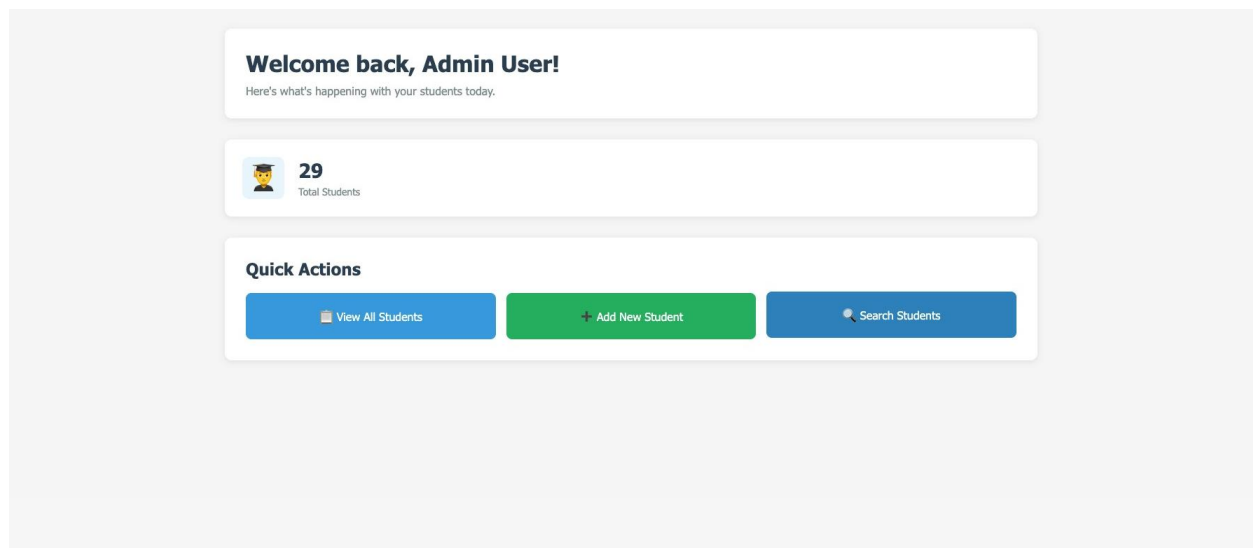 Welcome back, Admin User!
Here's what's happening with your students today.
29
Total Students
Quick Actions
View All Students
Add New Student
Search Students